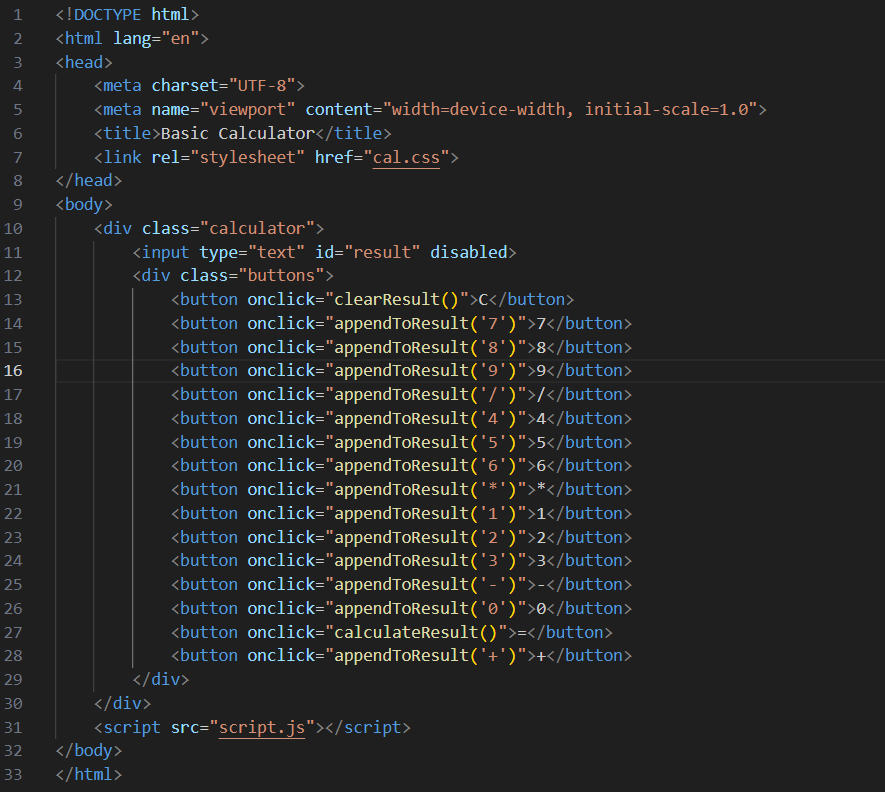 1 <!DOCTYPE html>
2 <html lang="en">
3 <head>
4     <meta charset="UTF-8">
5     <meta name="viewport" content="width=device-width, initial-scale=1.0">
6     <title>Basic Calculator</title>
7     <link rel="stylesheet" href="cal.css">
8 </head>
9 <body>
10     <div class="calculator">
11         <input type="text" id="result" disabled>
12         <div class="buttons">
13             <button onclick="clearResult()">C</button>
14             <button onclick="appendToResult('7')">7</button>
15             <button onclick="appendToResult('8')">8</button>
16             <button onclick="appendToResult('9')">9</button>
17             <button onclick="appendToResult('/')">/</button>
18             <button onclick="appendToResult('4')">4</button>
19             <button onclick="appendToResult('5')">5</button>
20             <button onclick="appendToResult('6')">6</button>
21             <button onclick="appendToResult('*')">*</button>
22             <button onclick="appendToResult('1')">1</button>
23             <button onclick="appendToResult('2')">2</button>
24             <button onclick="appendToResult('3')">3</button>
25             <button onclick="appendToResult('-')">-</button>
26             <button onclick="appendToResult('0')">0</button>
27             <button onclick="calculateResult()">=</button>
28             <button onclick="appendToResult('+')">+</button>
29         </div>
30     </div>
31     <script src="script.js"></script>
32 </body>
33 </html>